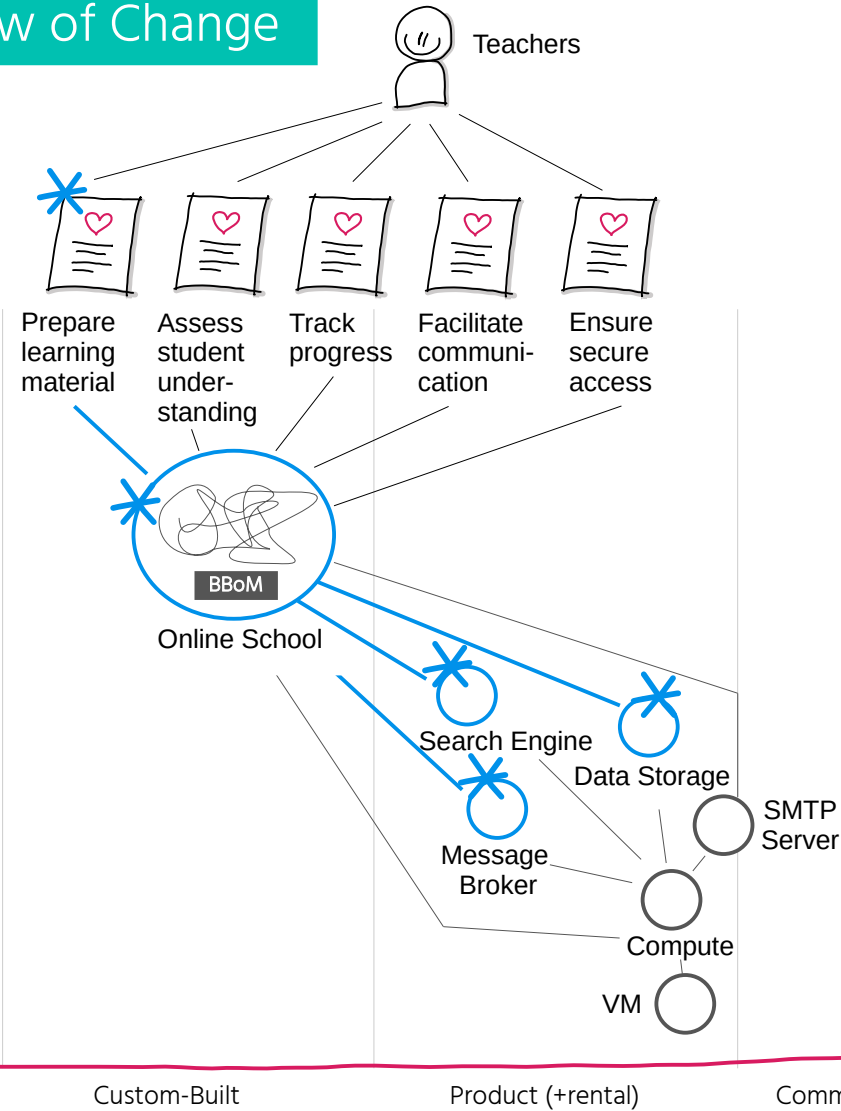 w of Change
Teachers
Prepare
learning
material
Assess
student
under-
standing
Track
progress
Facilitate
communi-
cation
Ensure
secure
access
BBoM
Online School
Search Engine
Data Storage
SMTP
Server
Message
Broker
Compute
VM
Custom-Built
Product (+rental)
Comm